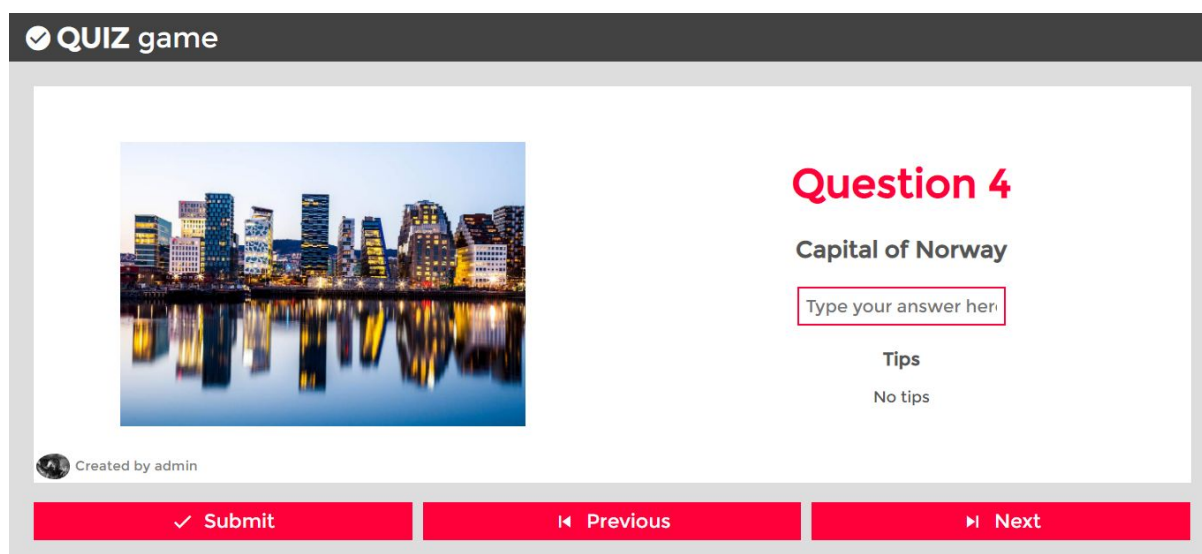 QUIZ game
Question 4
Capital of Norway
Type your answer her
Tips
No tips
Created by admin
Submit
Previous
Next